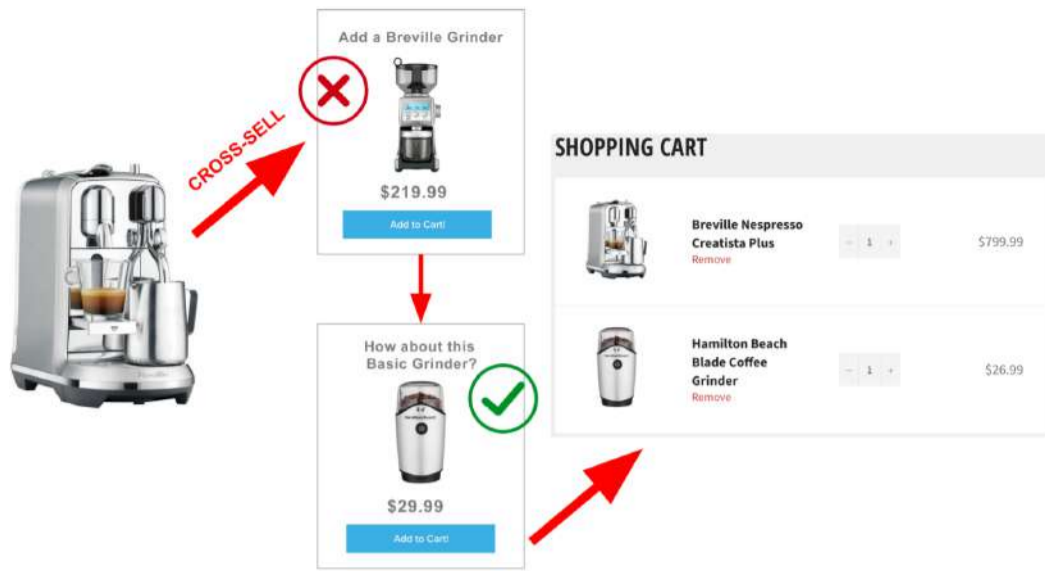 Add a Breville Grinder
CROSS-SELL
$219.99
Add to Cart!
How about this
Basic Grinder?
$29.99
Add to Cart!
SHOPPING CART
Breville Nespresso
Creatista Plus
Remove
- 1 +
$799.99
Hamilton Beach
Blade Coffee
Grinder
Remove
- 1 +
$26.99